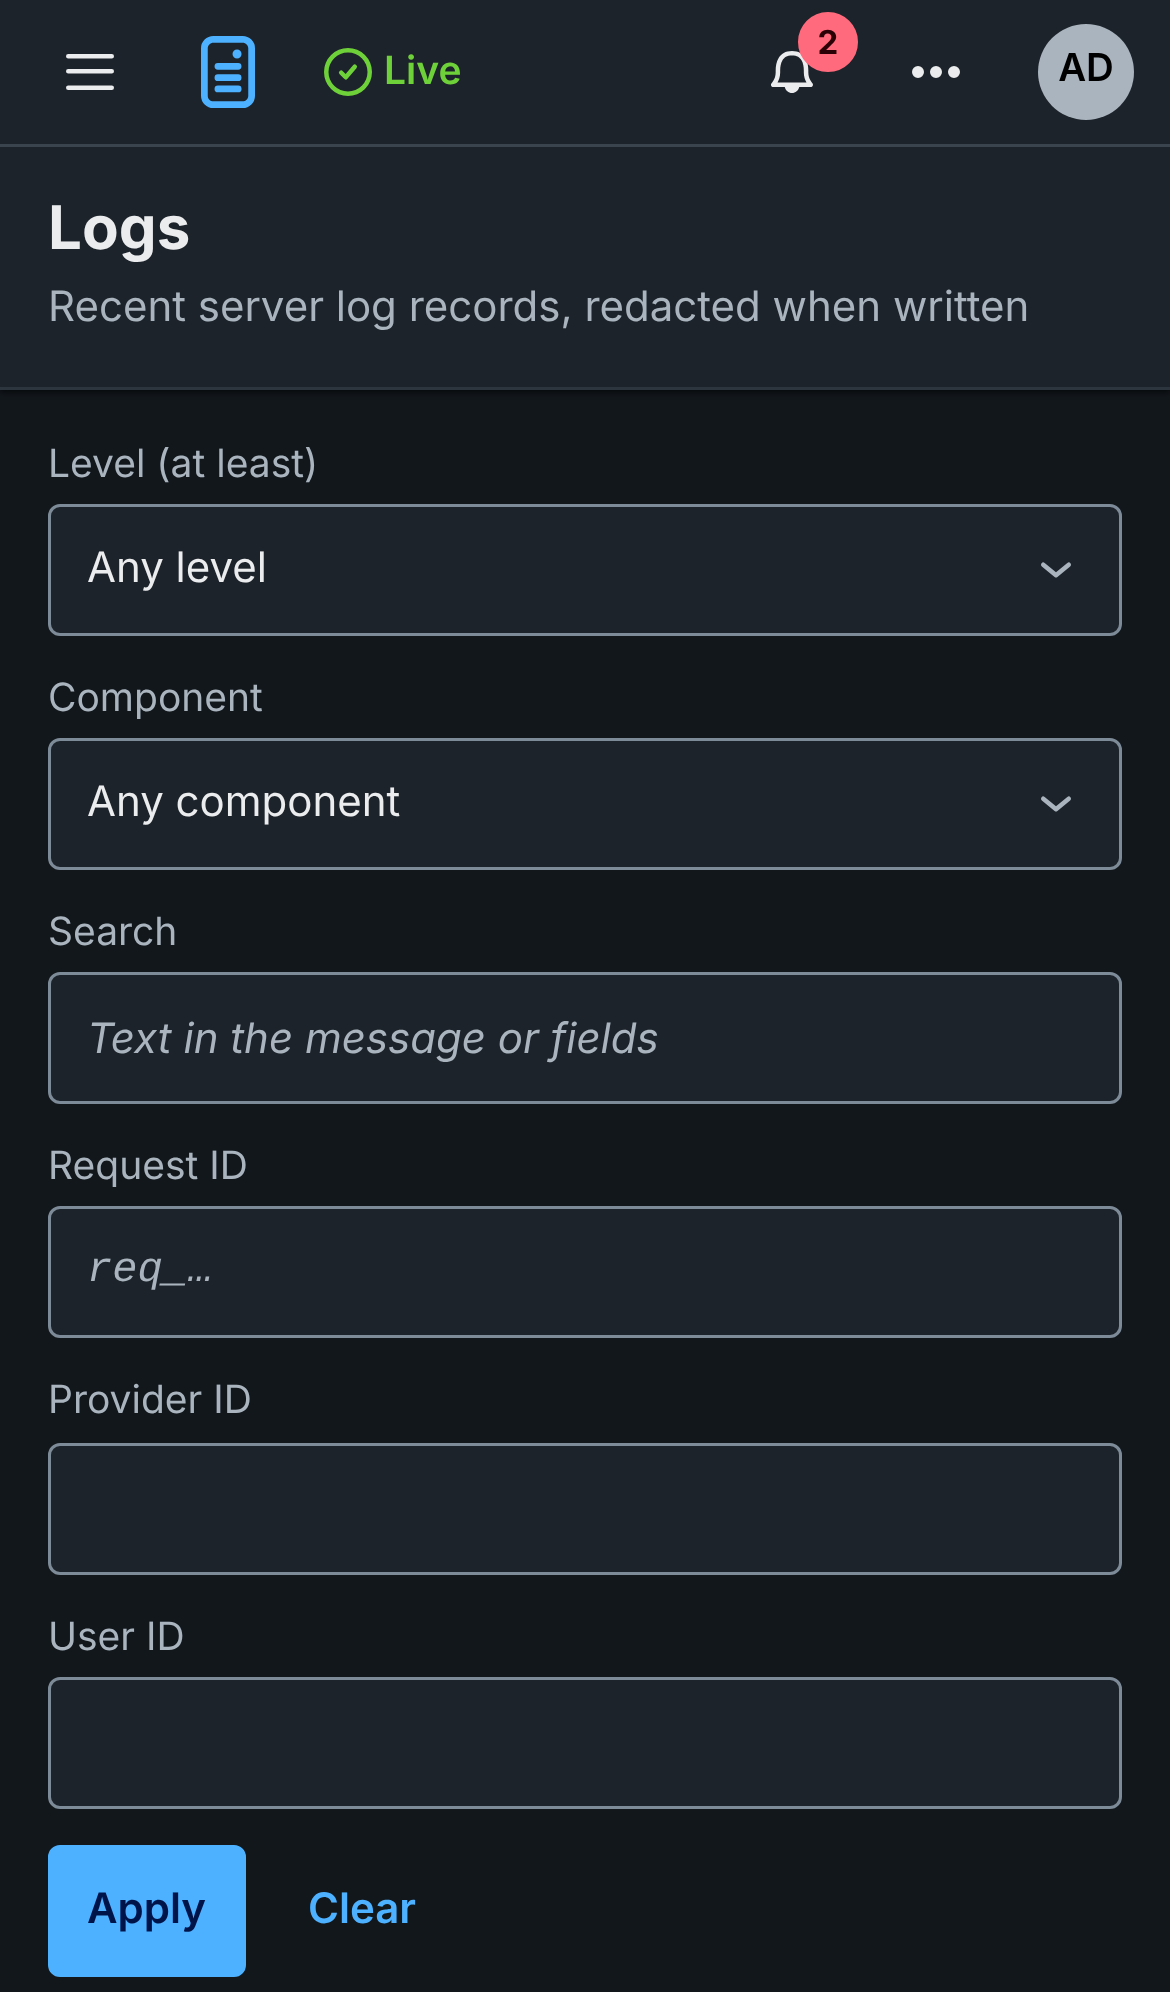 Live
2
AD
Logs
Recent server log records, redacted when written
Level (at least)
Any level
Component
Any component
Search
Text in the message or fields
Request ID
req_…
Provider ID
User ID
Apply
Clear